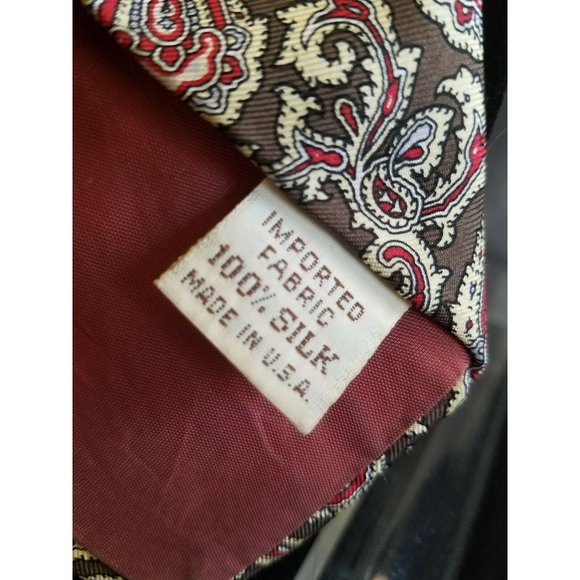 IMPORTED
FABRIC
100% SILK
MADE IN U.S.A.